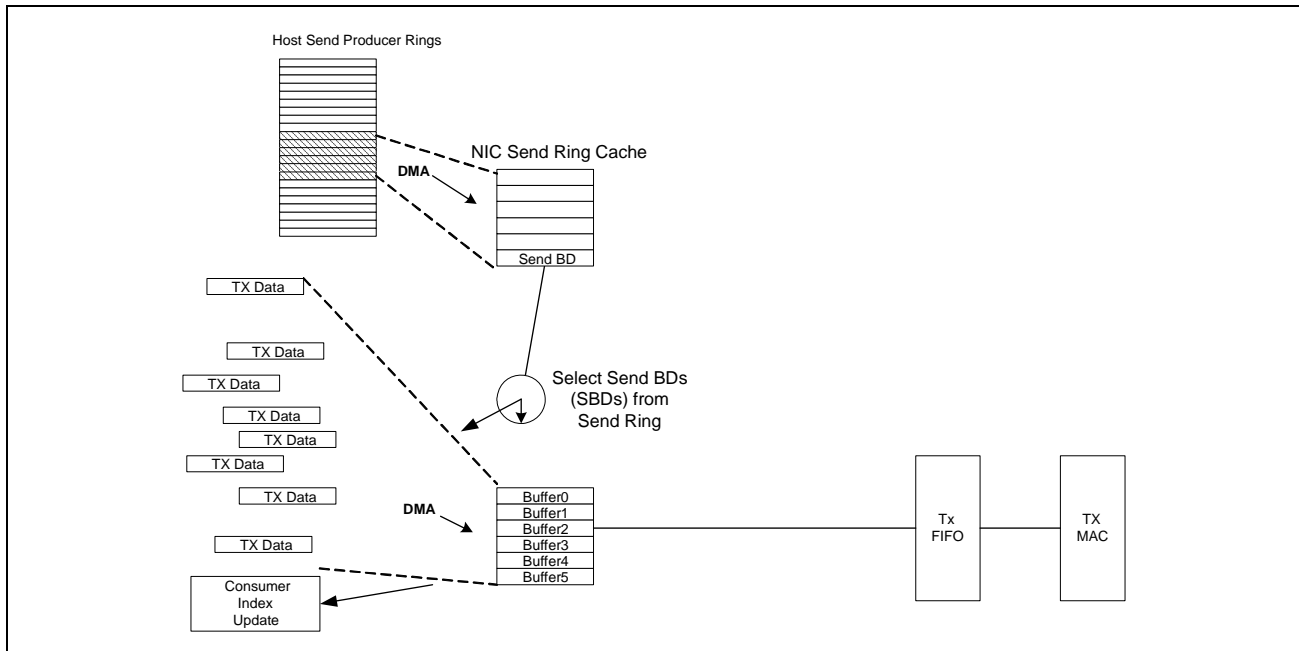 Host Send Producer Rings
NIC Send Ring Cache
DMA
Send BD
TX Data
TX Data
Select Send BDs
(SBDs) from
Send Ring
TX Data
TX Data
TX Data
TX Data
TX Data
TX Data
DMA
Buffer0
Buffer1
Buffer2
Buffer3
Buffer4
Buffer5
Tx
FIFO
TX
MAC
Consumer
Index
Update